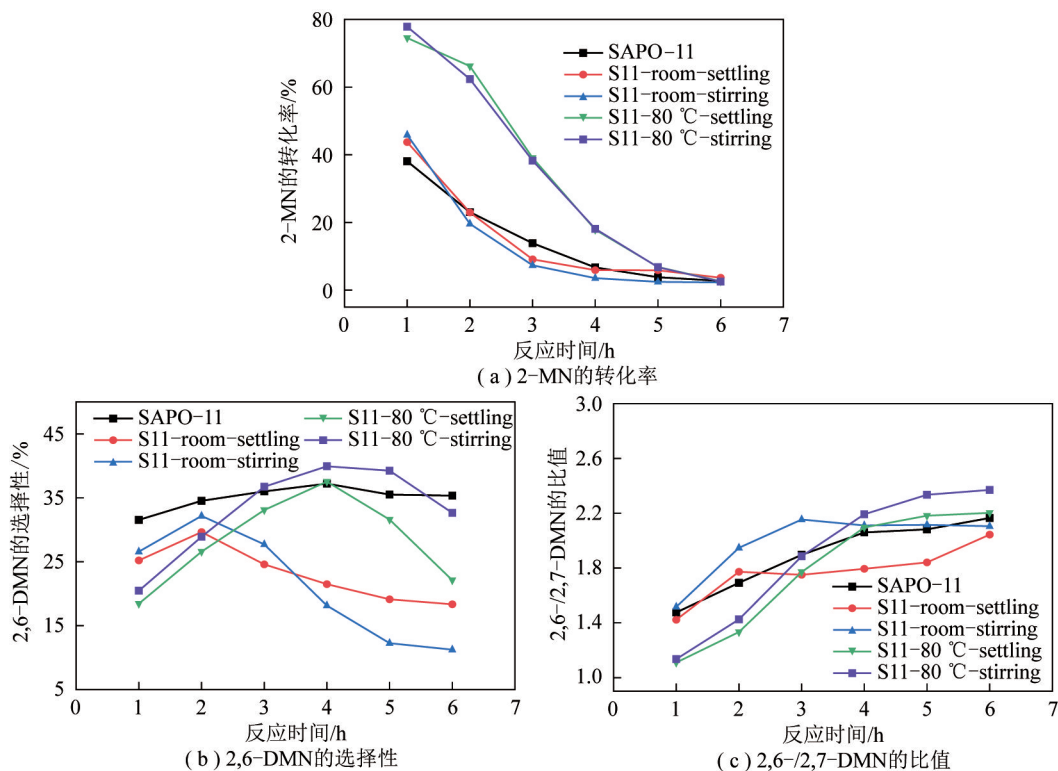 80
60
40
20
0
2-MN的转化率/%
SAPO-11
S11-room-settling
S11-room-stirring
S11-80 ℃-settling
S11-80 ℃-stirring
0 1 2 3 4 5 6 7
反应时间/h
(a) 2-MN的转化率
45
35
25
15
5
2,6-DMN的选择性/%
SAPO-11
S11-room-settling
S11-room-stirring
S11-80 ℃-settling
S11-80 ℃-stirring
0 1 2 3 4 5 6 7
反应时间/h
(b) 2,6-DMN的选择性
3.0
2.6
2.2
1.8
1.4
1.0
2,6-/2,7-DMN的比值
SAPO-11
S11-room-settling
S11-room-stirring
S11-80 ℃-settling
S11-80 ℃-stirring
0 1 2 3 4 5 6 7
反应时间/h
(c) 2,6-/2,7-DMN的比值